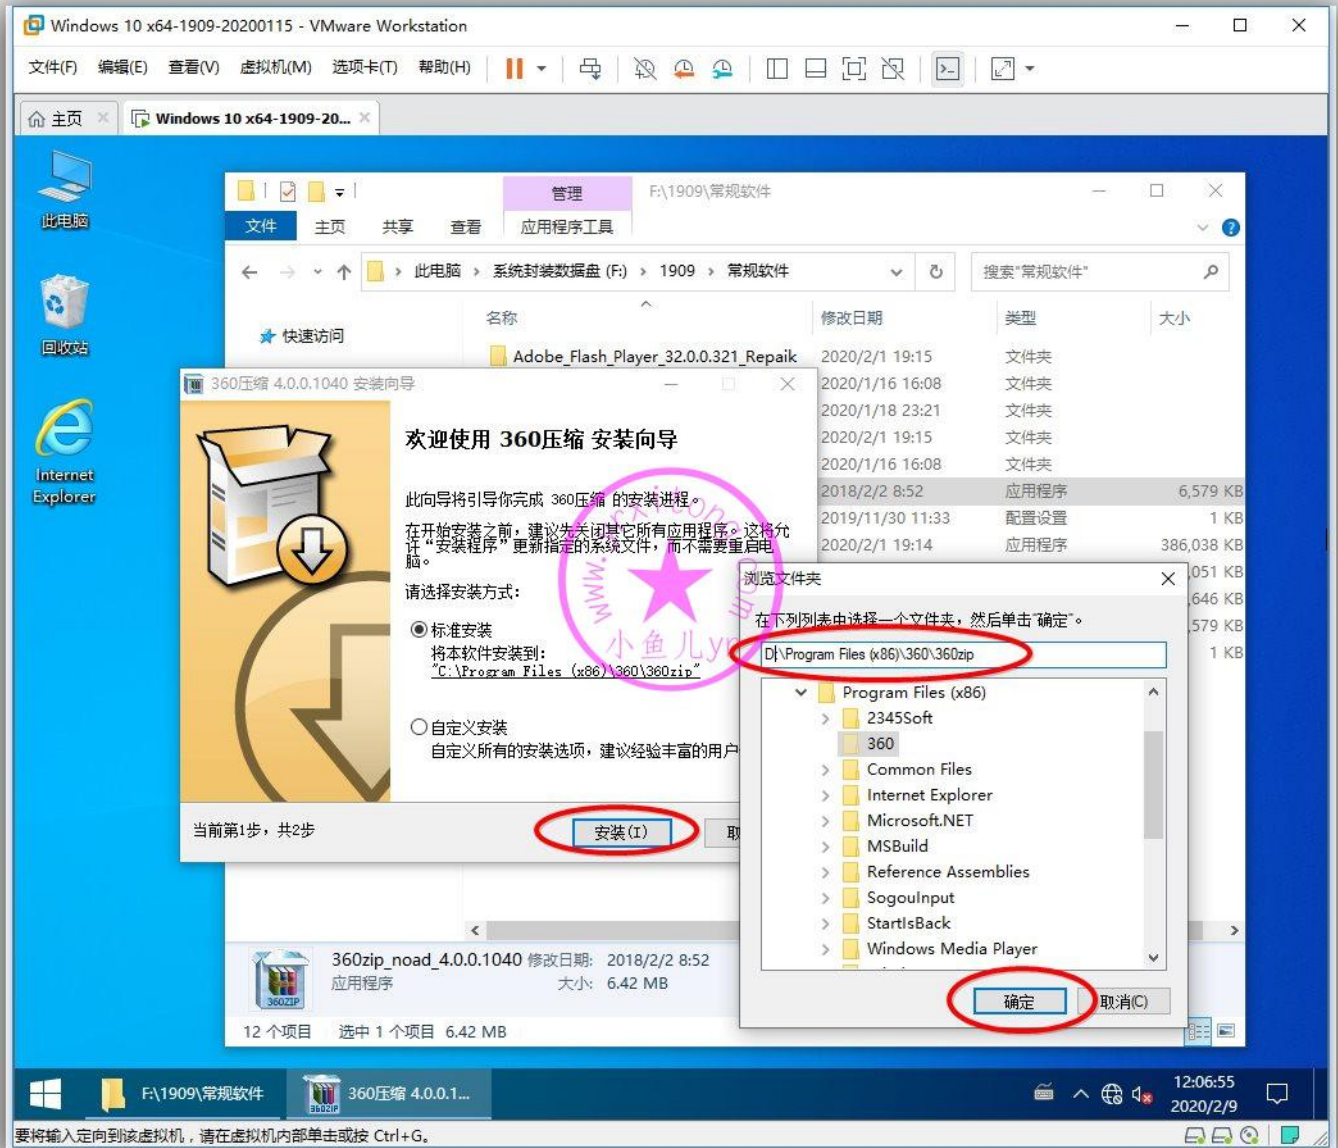 Windows 10 x64-1909-20200115 - VMware Workstation
文件(F) 编辑(E) 查看(V) 虚拟机(M) 选项卡(T) 帮助(H)
主页
Windows 10 x64-1909-20...
此电脑
回收站
Internet
Explorer
管理
F:\1909\常规软件
文件 主页 共享 查看 应用程序工具
此电脑 › 系统封装数据盘 (F:) › 1909 › 常规软件
搜索"常规软件"
名称 修改日期 类型 大小
快速访问
Adobe_Flash_Player_32.0.0.321_Repaik 2020/2/1 19:15 文件夹
2020/1/16 16:08 文件夹
2020/1/18 23:21 文件夹
2020/2/1 19:15 文件夹
2020/1/16 16:08 文件夹
2018/2/2 8:52 应用程序 6,579 KB
2019/11/30 11:33 配置设置 1 KB
2020/2/1 19:14 应用程序 386,038 KB
,051 KB
,646 KB
,579 KB
1 KB
360压缩 4.0.0.1040 安装向导
欢迎使用 360压缩 安装向导
此向导将引导你完成 360压缩 的安装进程。
在开始安装之前，建议先关闭其它所有应用程序。这将允
许“安装程序”更新指定的系统文件，而不需要重启电
脑。
请选择安装方式：
标准安装
将本软件安装到：
"C:\Program Files (x86)\360\360zip"
自定义安装
自定义所有的安装选项，建议经验丰富的用户
当前第1步，共2步
安装(I)
浏览文件夹
在下列列表中选择一个文件夹，然后单击"确定"。
D:\Program Files (x86)\360\360zip
Program Files (x86)
2345Soft
360
Common Files
Internet Explorer
Microsoft.NET
MSBuild
Reference Assemblies
SogouInput
StartIsBack
Windows Media Player
确定
取消(C)
小鱼儿yr
360zip_noad_4.0.0.1040 修改日期: 2018/2/2 8:52
应用程序 大小: 6.42 MB
360ZIP
12 个项目 选中 1 个项目 6.42 MB
F:\1909\常规软件
360压缩 4.0.0.1...
12:06:55
2020/2/9
要将输入定向到该虚拟机，请在虚拟机内部单击或按 Ctrl+G。